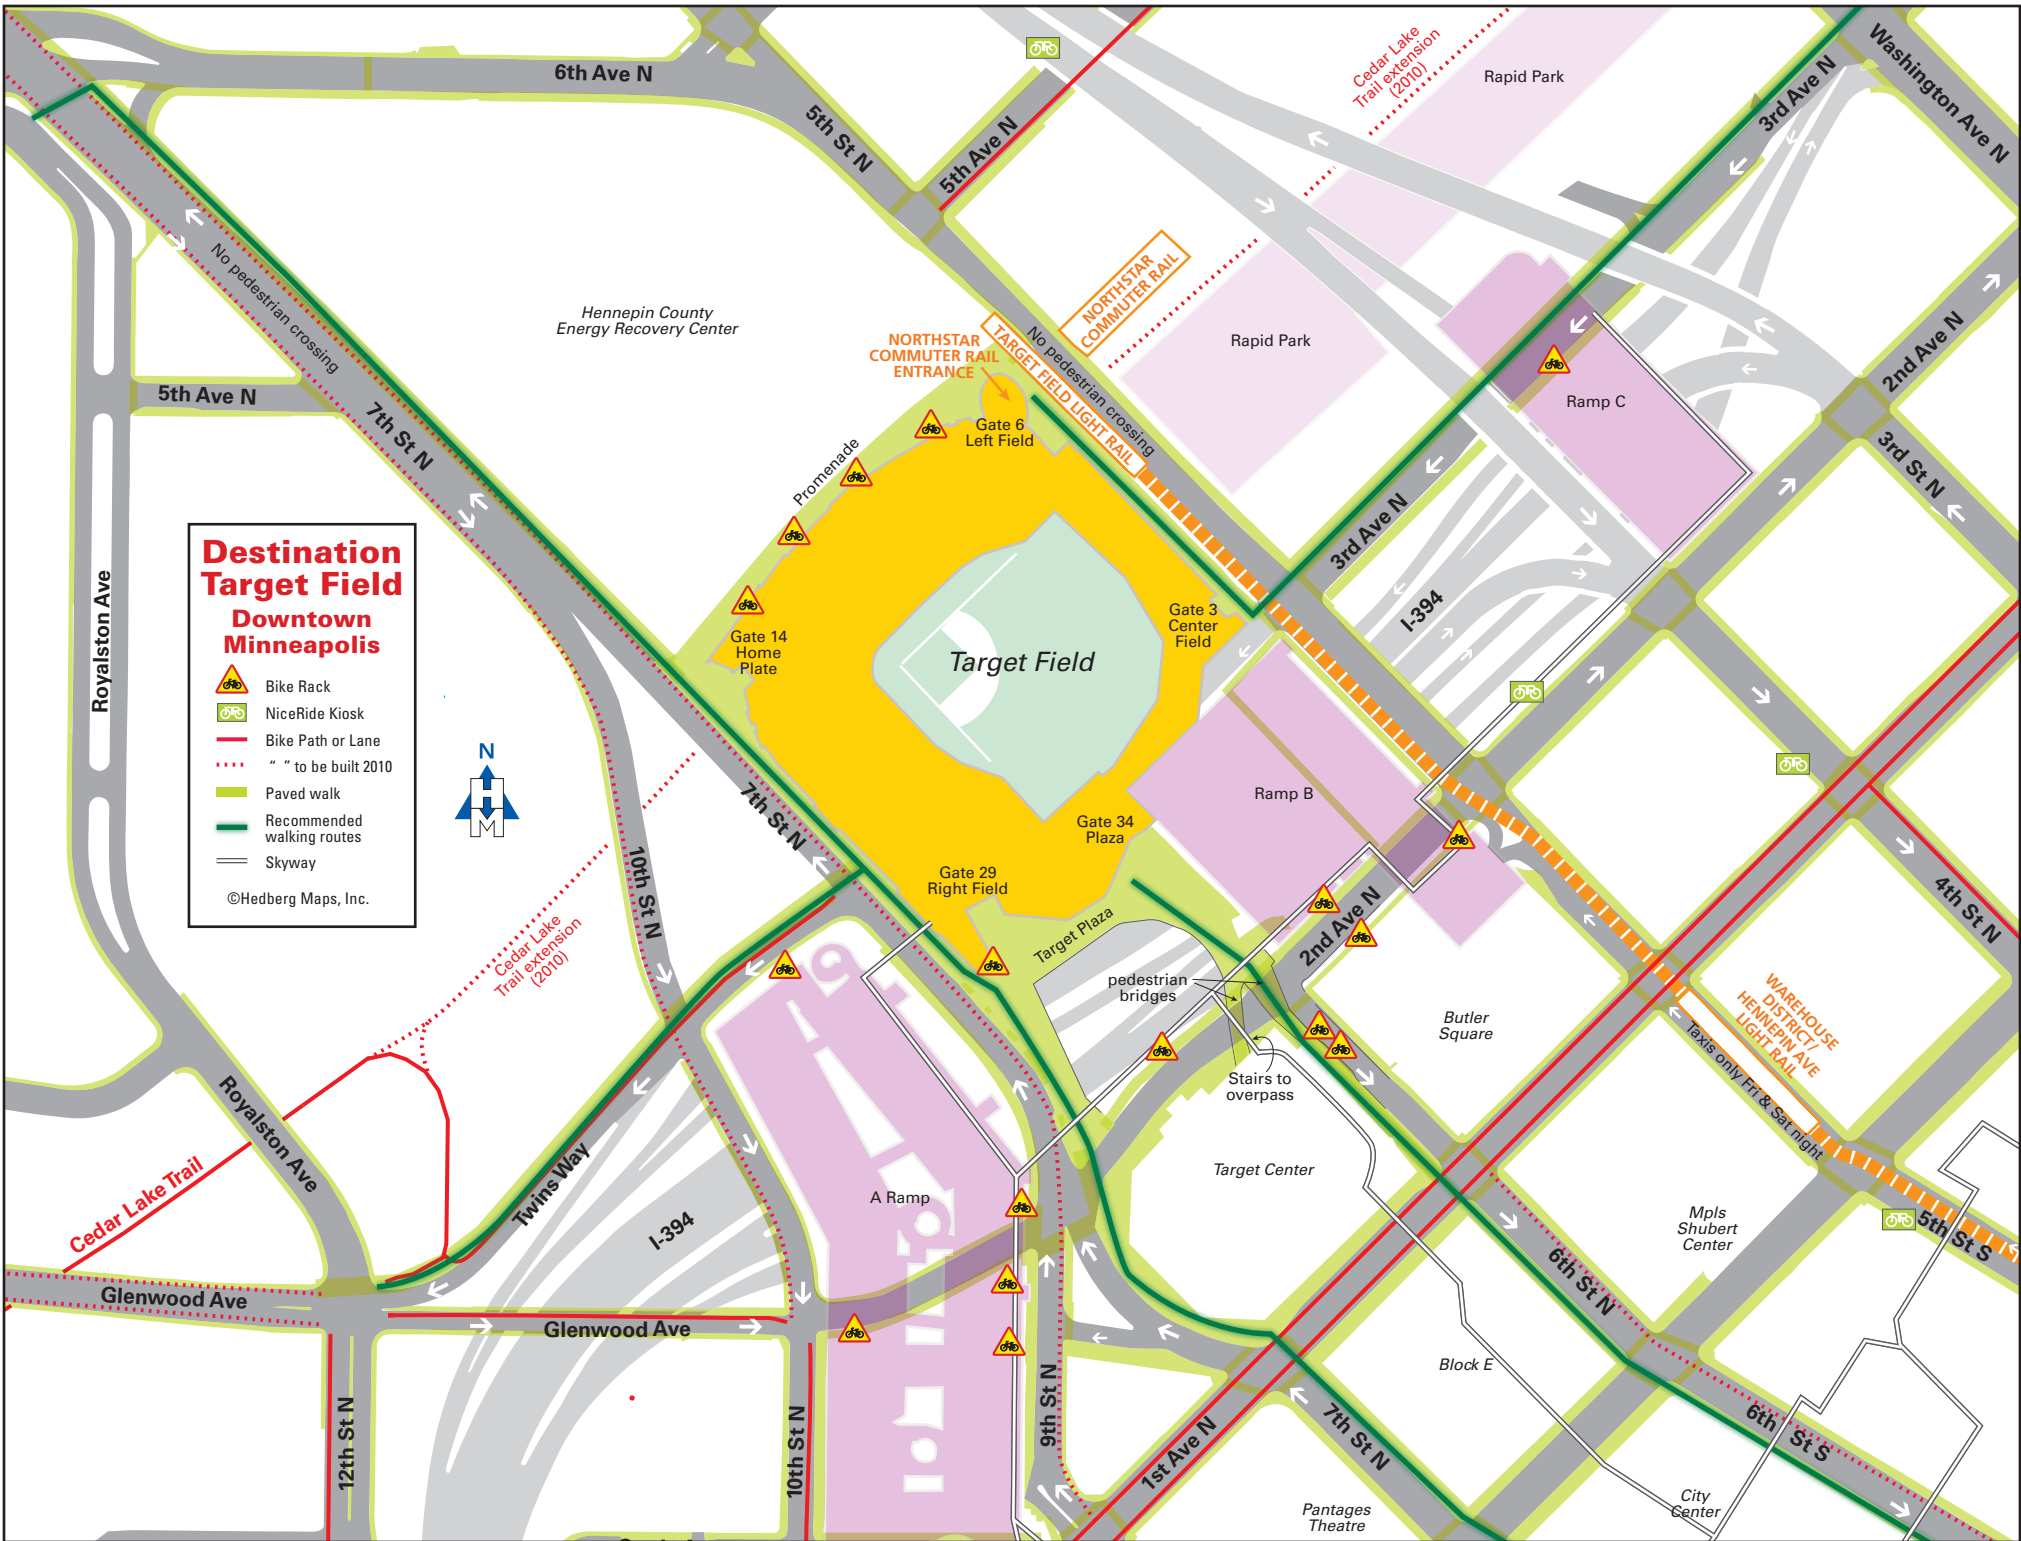 6th Ave N
5th St N
5th Ave N
Cedar Lake
Trail extension
(2010)
Rapid Park
3rd Ave N
Washington Ave N
No pedestrian crossing
Hennepin County
Energy Recovery Center
NORTHSTAR
COMMUTER RAIL
NORTHSTAR
COMMUTER RAIL
ENTRANCE
TARGET FIELD LIGHT RAIL
No pedestrian crossing
Rapid Park
2nd Ave N
5th Ave N
7th St N
Gate 6
Left Field
Ramp C
3rd St N
Promenade
3rd Ave N
Destination
Target Field
Downtown
Minneapolis
Bike Rack
NiceRide Kiosk
Bike Path or Lane
“ ” to be built 2010
Paved walk
Recommended
walking routes
Skyway
©Hedberg Maps, Inc.
N
H
M
Royalston Ave
Gate 14
Home
Plate
Target Field
Gate 3
Center
Field
I-394
7th St N
Ramp B
Gate 34
Plaza
10th St N
Gate 29
Right Field
Cedar Lake
Trail extension
(2010)
Target Plaza
2nd Ave N
4th St N
pedestrian
bridges
Butler
Square
WAREHOUSE
DISTRICT/
HENNEPIN AVE
LIGHT RAIL
Taxis only Fri & Sat night
Stairs to
overpass
Royalston Ave
Cedar Lake Trail
Twins Way
I-394
A Ramp
Target Center
Mpls
Shubert
Center
5th St S
6th St N
Glenwood Ave
Glenwood Ave
Block E
12th St N
10th St N
9th St N
1st Ave N
7th St N
6th St S
Pantages
Theatre
City
Center